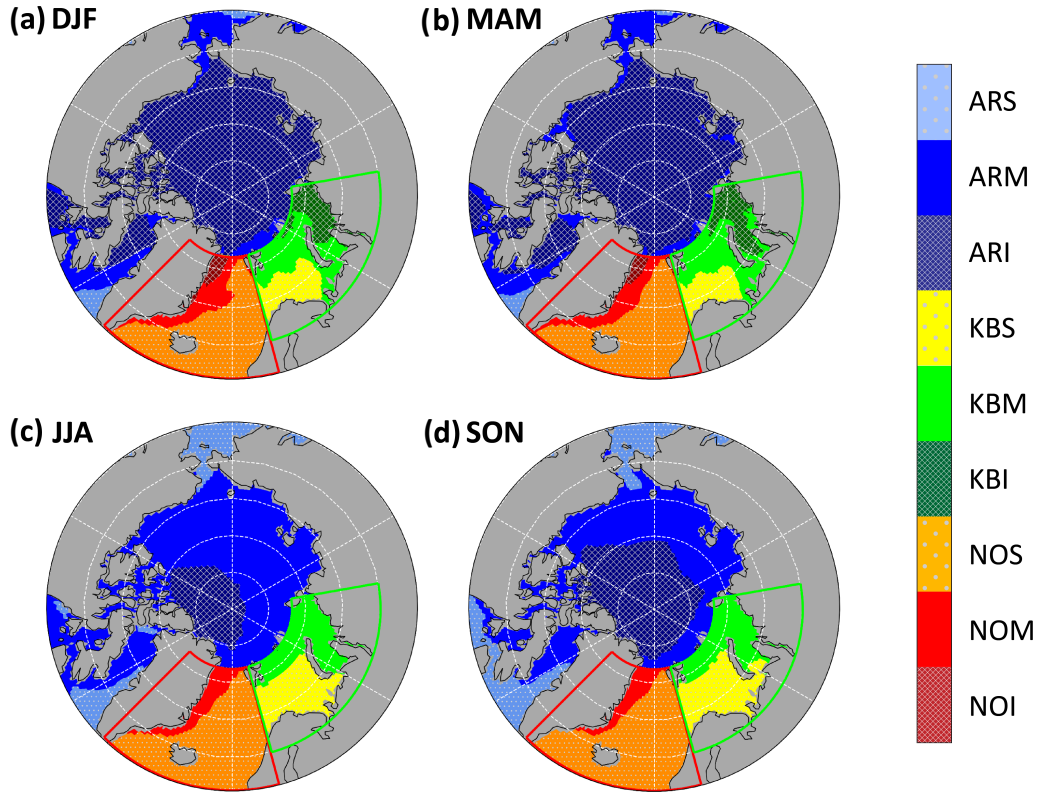 (a) DJF
(b) MAM
(c) JJA
(d) SON
ARS
ARM
ARI
KBS
KBM
KBI
NOS
NOM
NOI